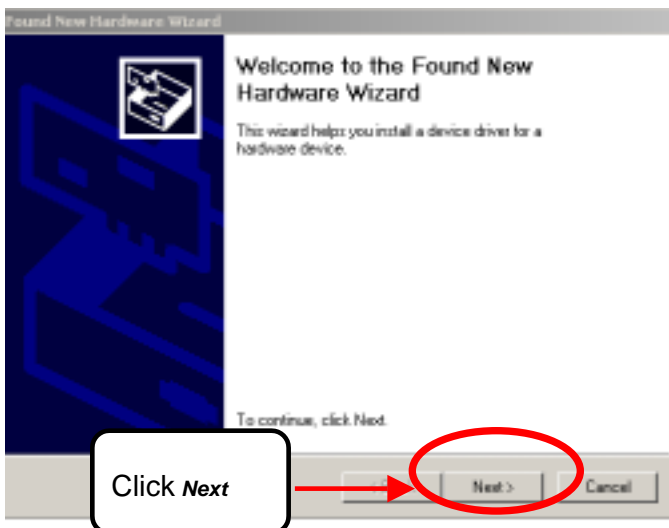 Found New Hardware Wizard
Welcome to the Found New
Hardware Wizard
This wizard helps you install a device driver for a
hardware device.
To continue, click Next.
Click Next
Next >
Cancel